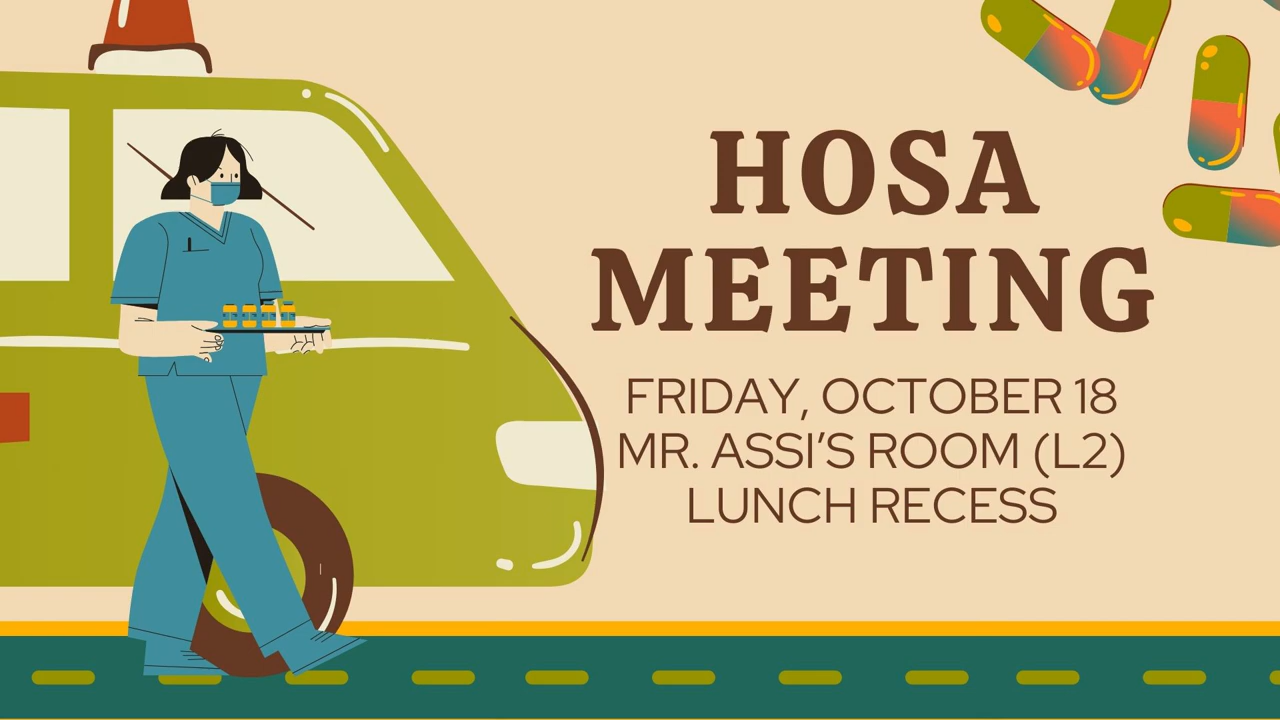 HOSA
MEETING
FRIDAY, OCTOBER 18
MR. ASSI'S ROOM (L2)
LUNCH RECESS